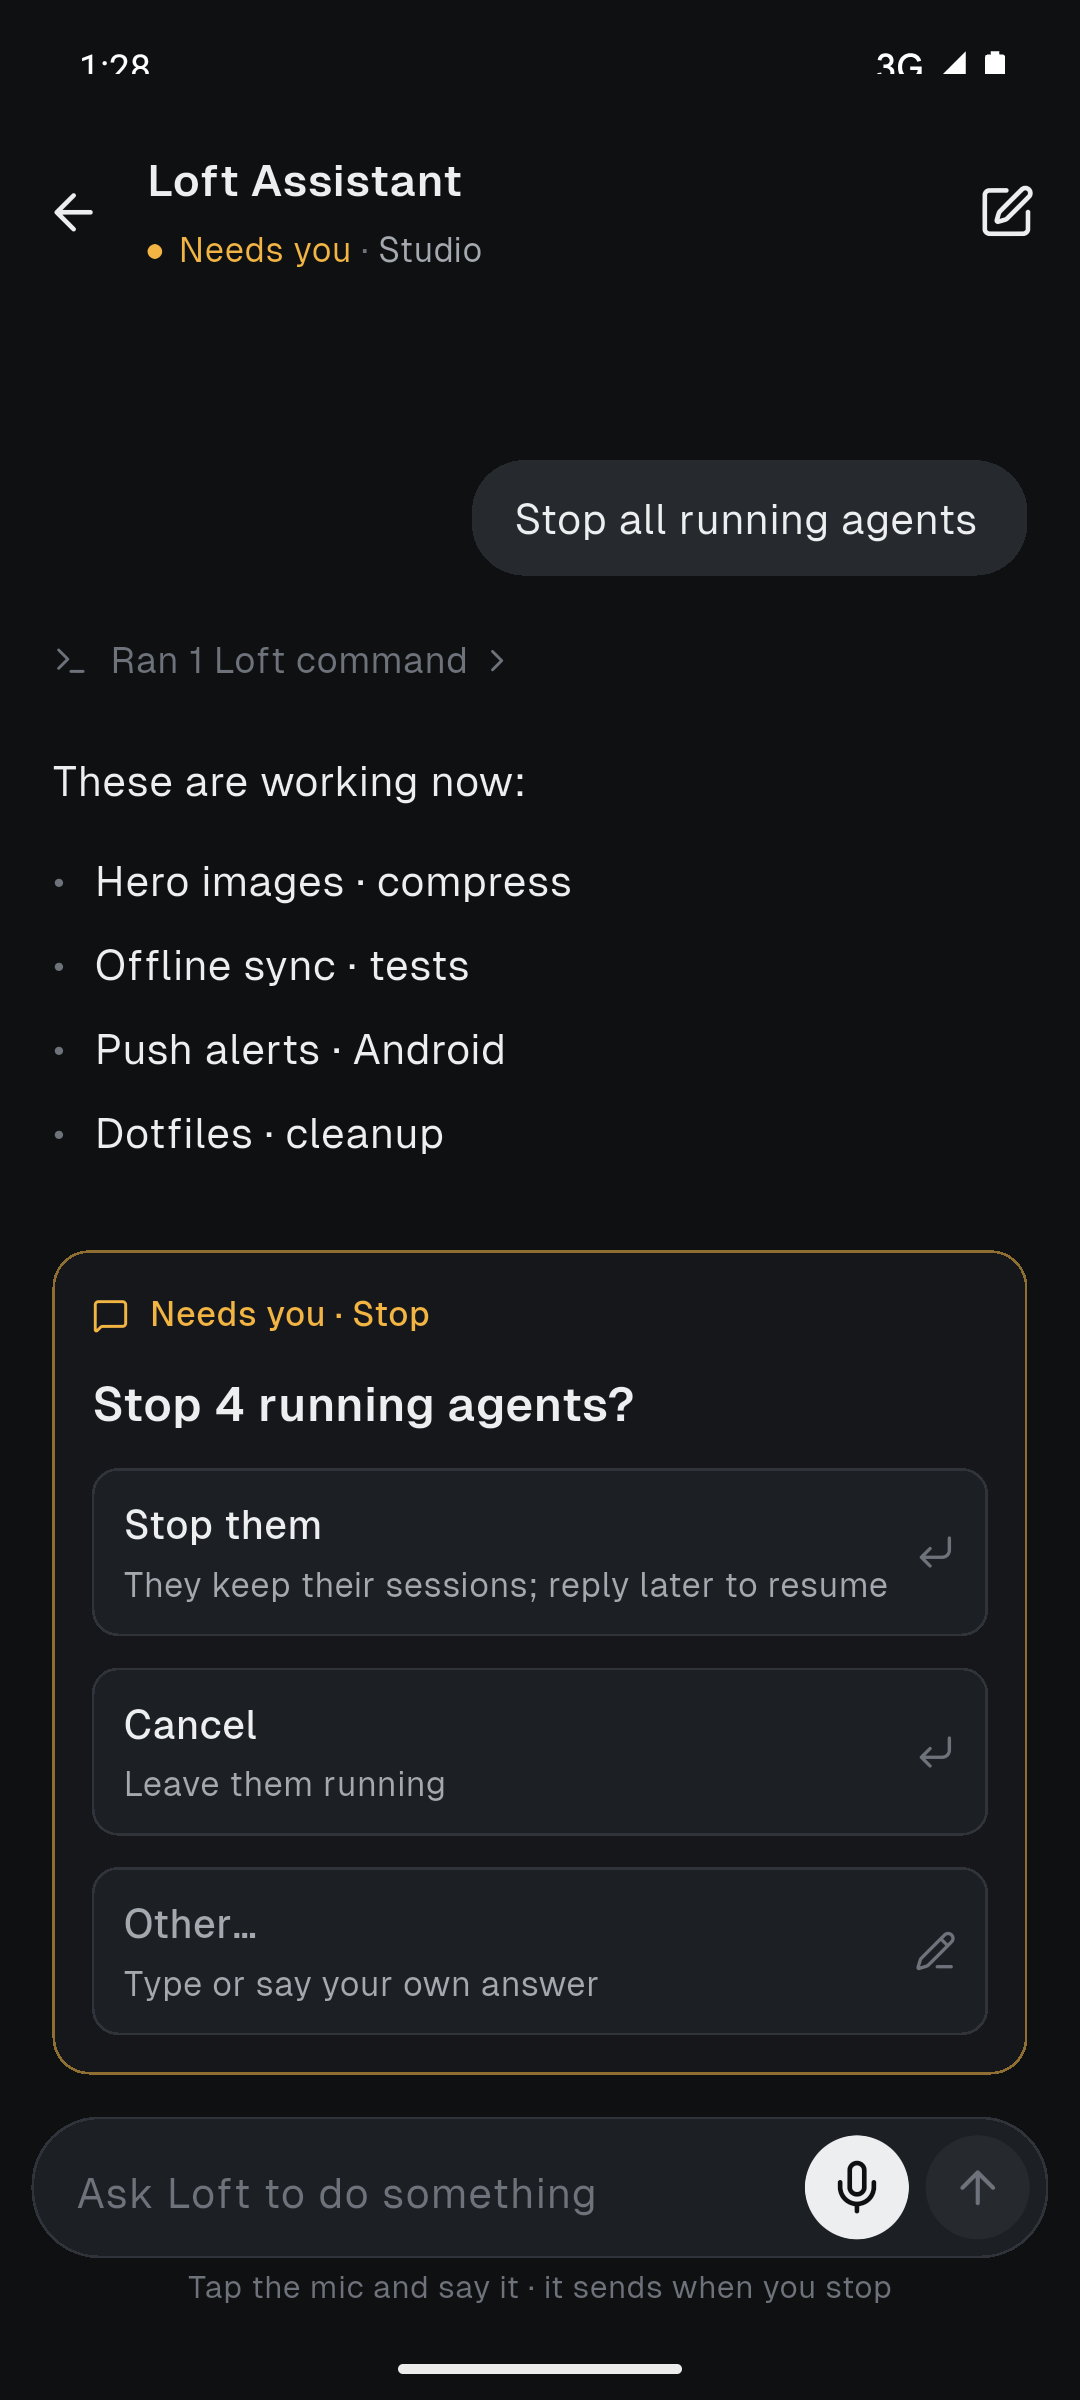 1:28
3G
Loft Assistant
Needs you · Studio
Stop all running agents
Ran 1 Loft command
These are working now:
• Hero images · compress
• Offline sync · tests
• Push alerts · Android
• Dotfiles · cleanup
Needs you · Stop
Stop 4 running agents?
Stop them
They keep their sessions; reply later to resume
Cancel
Leave them running
Other…
Type or say your own answer
Ask Loft to do something
Tap the mic and say it · it sends when you stop